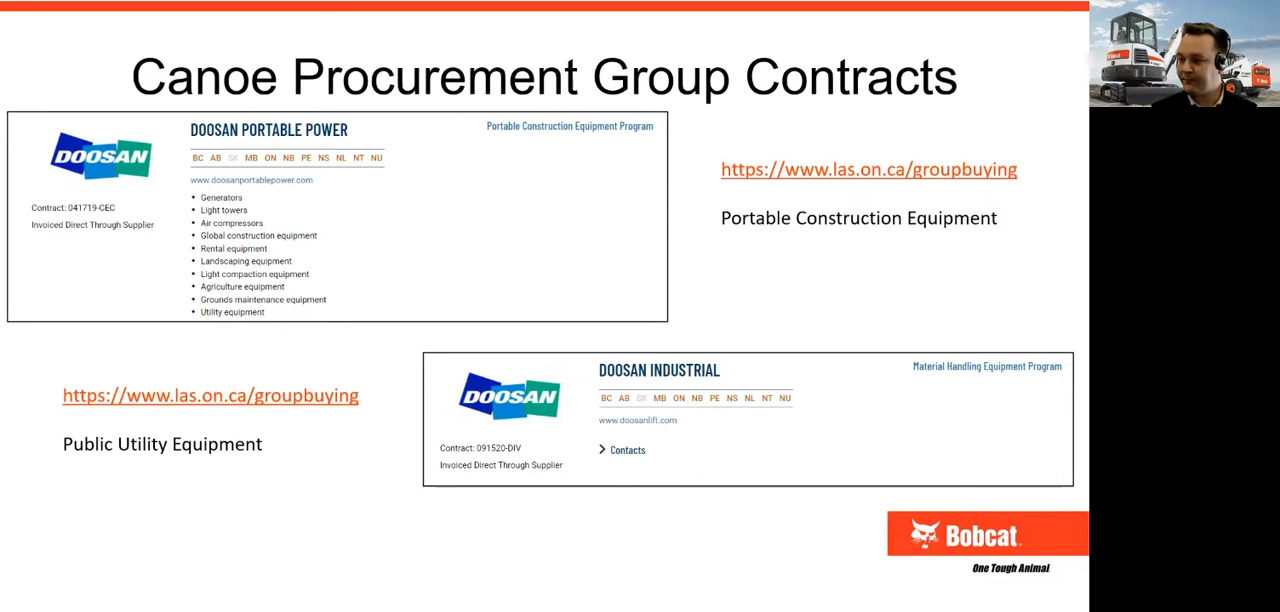 Canoe Procurement Group Contracts
DOOSAN
Contract: 041719-CEC
Invoiced Direct Through Supplier
DOOSAN PORTABLE POWER
Portable Construction Equipment Program
BC AB SK MB ON NB PE NS NL NT NU
www.doosanportablepower.com
• Generators
• Light towers
• Air compressors
• Global construction equipment
• Rental equipment
• Landscaping equipment
• Light compaction equipment
• Agriculture equipment
• Grounds maintenance equipment
• Utility equipment
https://www.las.on.ca/groupbuying
Portable Construction Equipment
https://www.las.on.ca/groupbuying
Public Utility Equipment
DOOSAN
Contract: 091520-DIV
Invoiced Direct Through Supplier
DOOSAN INDUSTRIAL
Material Handling Equipment Program
BC AB SK MB ON NB PE NS NL NT NU
www.doosanlift.com
Contacts
Bobcat
One Tough Animal